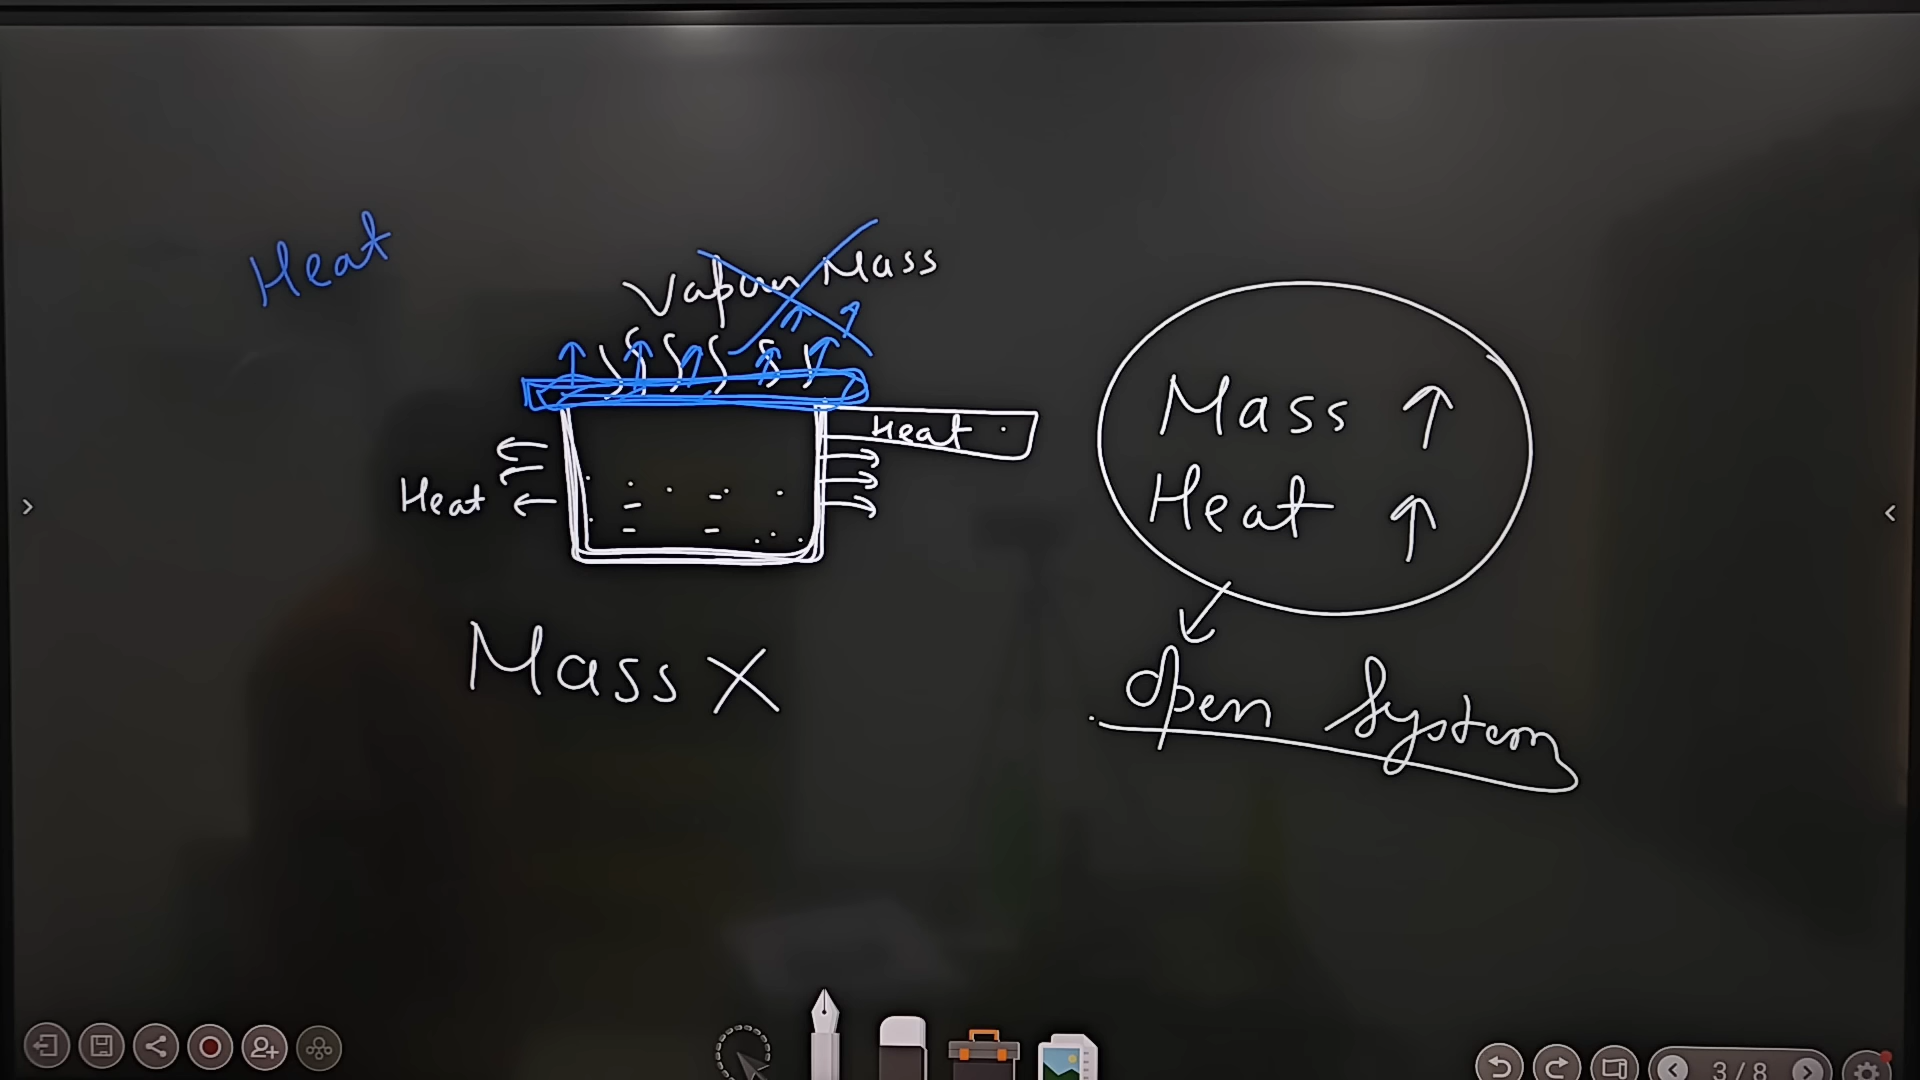 Heat
Vapour Mass
Heat
Heat
Mass X
Mass ↑
Heat ↑
Open System
3/8